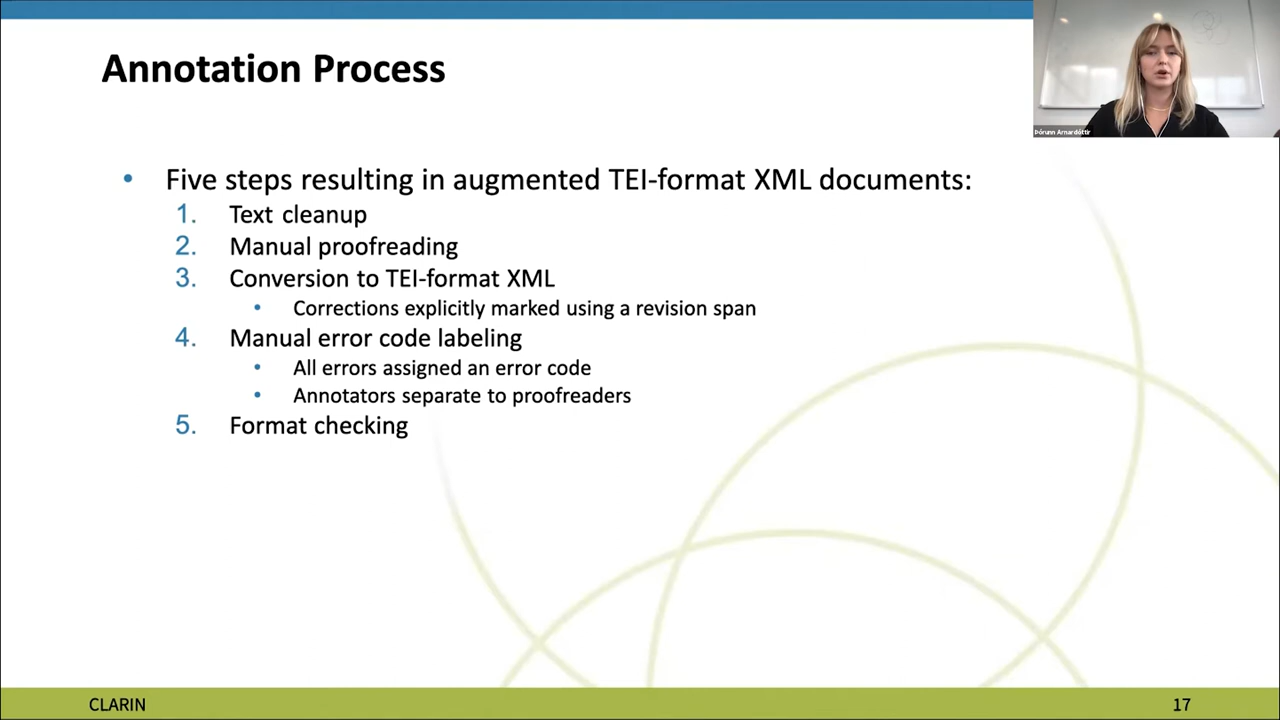 Annotation Process
Þórunn Arnardóttir
• Five steps resulting in augmented TEI-format XML documents:
1. Text cleanup
2. Manual proofreading
3. Conversion to TEI-format XML
• Corrections explicitly marked using a revision span
4. Manual error code labeling
• All errors assigned an error code
• Annotators separate to proofreaders
5. Format checking
CLARIN
17